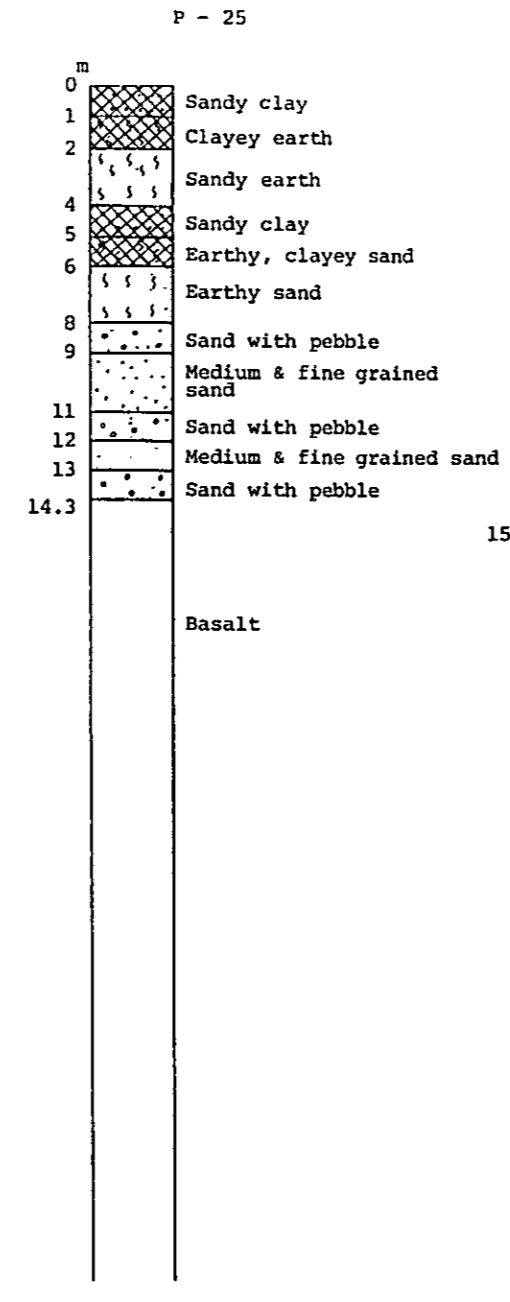 P - 25
m
0
Sandy clay
1
Clayey earth
2
Sandy earth
4
Sandy clay
5
Earthy, clayey sand
6
Earthy sand
8
Sand with pebble
9
Medium & fine grained
sand
11
Sand with pebble
12
Medium & fine grained sand
13
Sand with pebble
14.3
15
Basalt